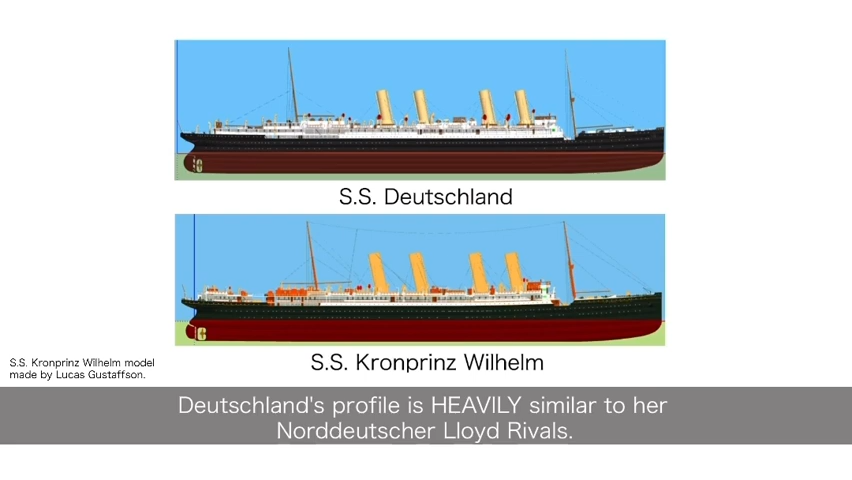 S.S. Deutschland
S.S. Kronprinz Wilhelm
S.S. Kronprinz Wilhelm model
made by Lucas Gustaffson.
Deutschland's profile is HEAVILY similar to her
Norddeutscher Lloyd Rivals.